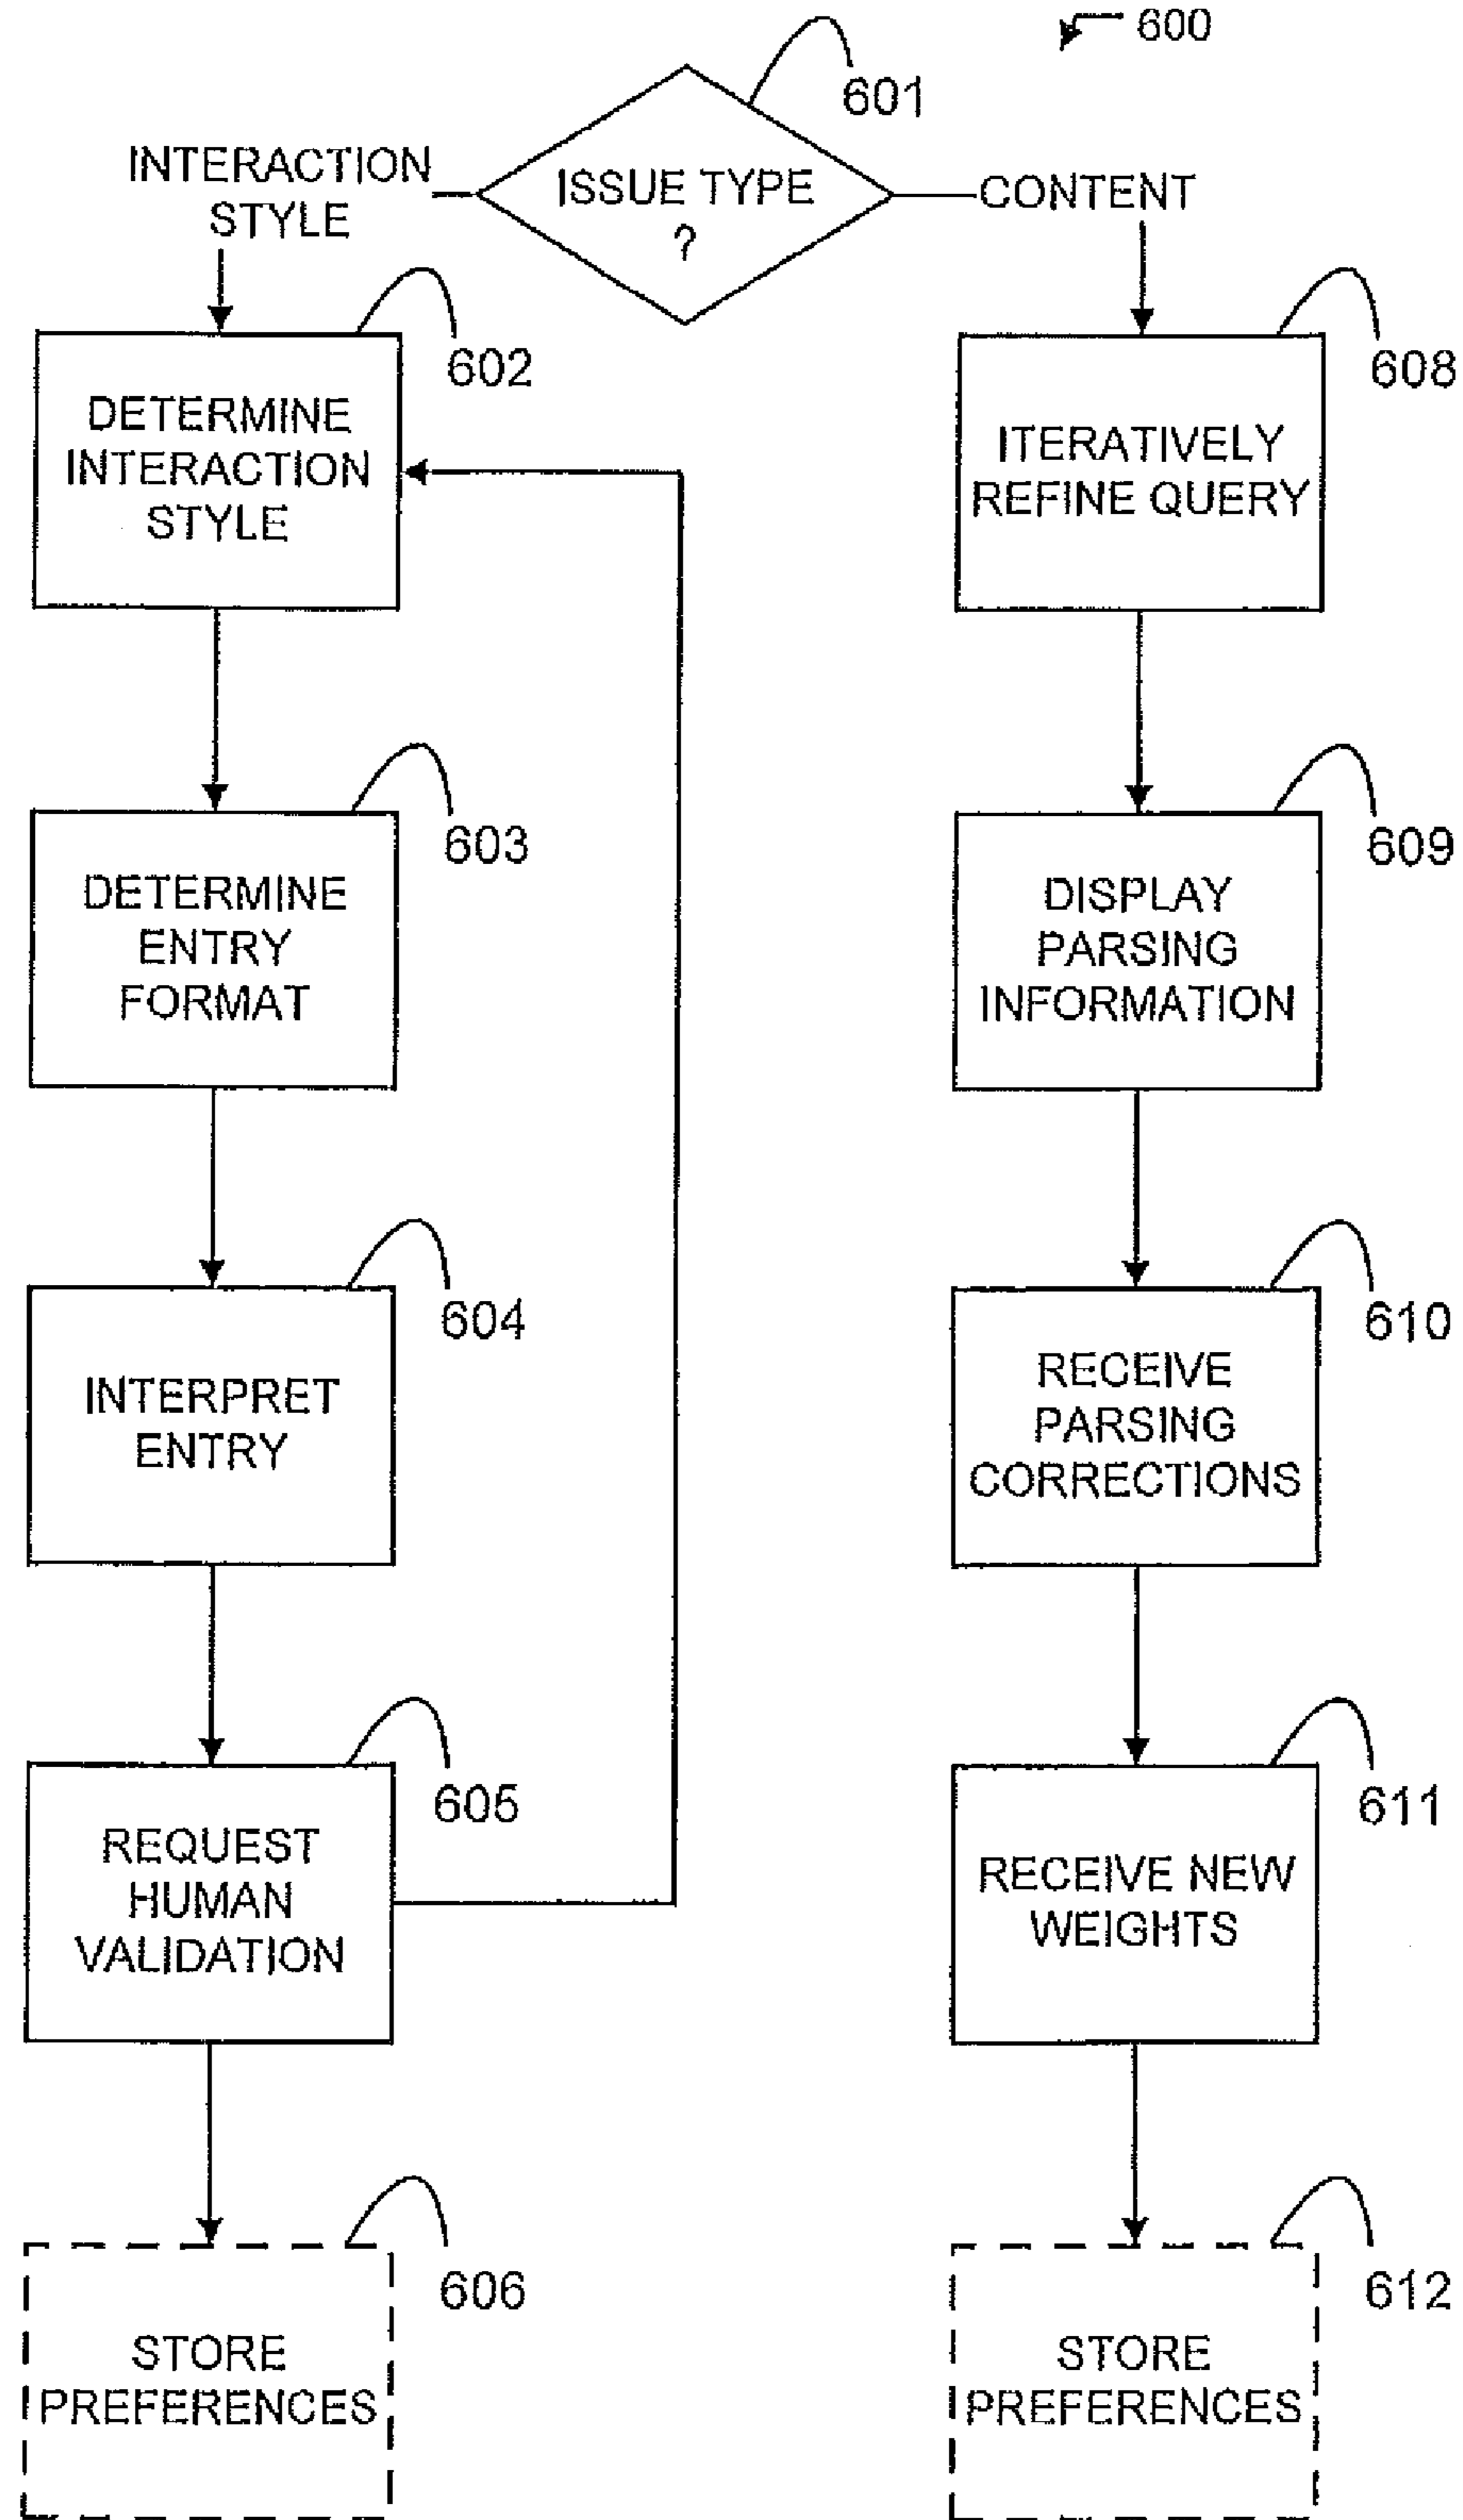 600
601
INTERACTION
STYLE
ISSUE TYPE
?
CONTENT
602
DETERMINE
INTERACTION
STYLE
603
DETERMINE
ENTRY
FORMAT
604
INTERPRET
ENTRY
605
REQUEST
HUMAN
VALIDATION
606
STORE
PREFERENCES
608
ITERATIVELY
REFINE QUERY
609
DISPLAY
PARSING
INFORMATION
610
RECEIVE
PARSING
CORRECTIONS
611
RECEIVE NEW
WEIGHTS
612
STORE
PREFERENCES